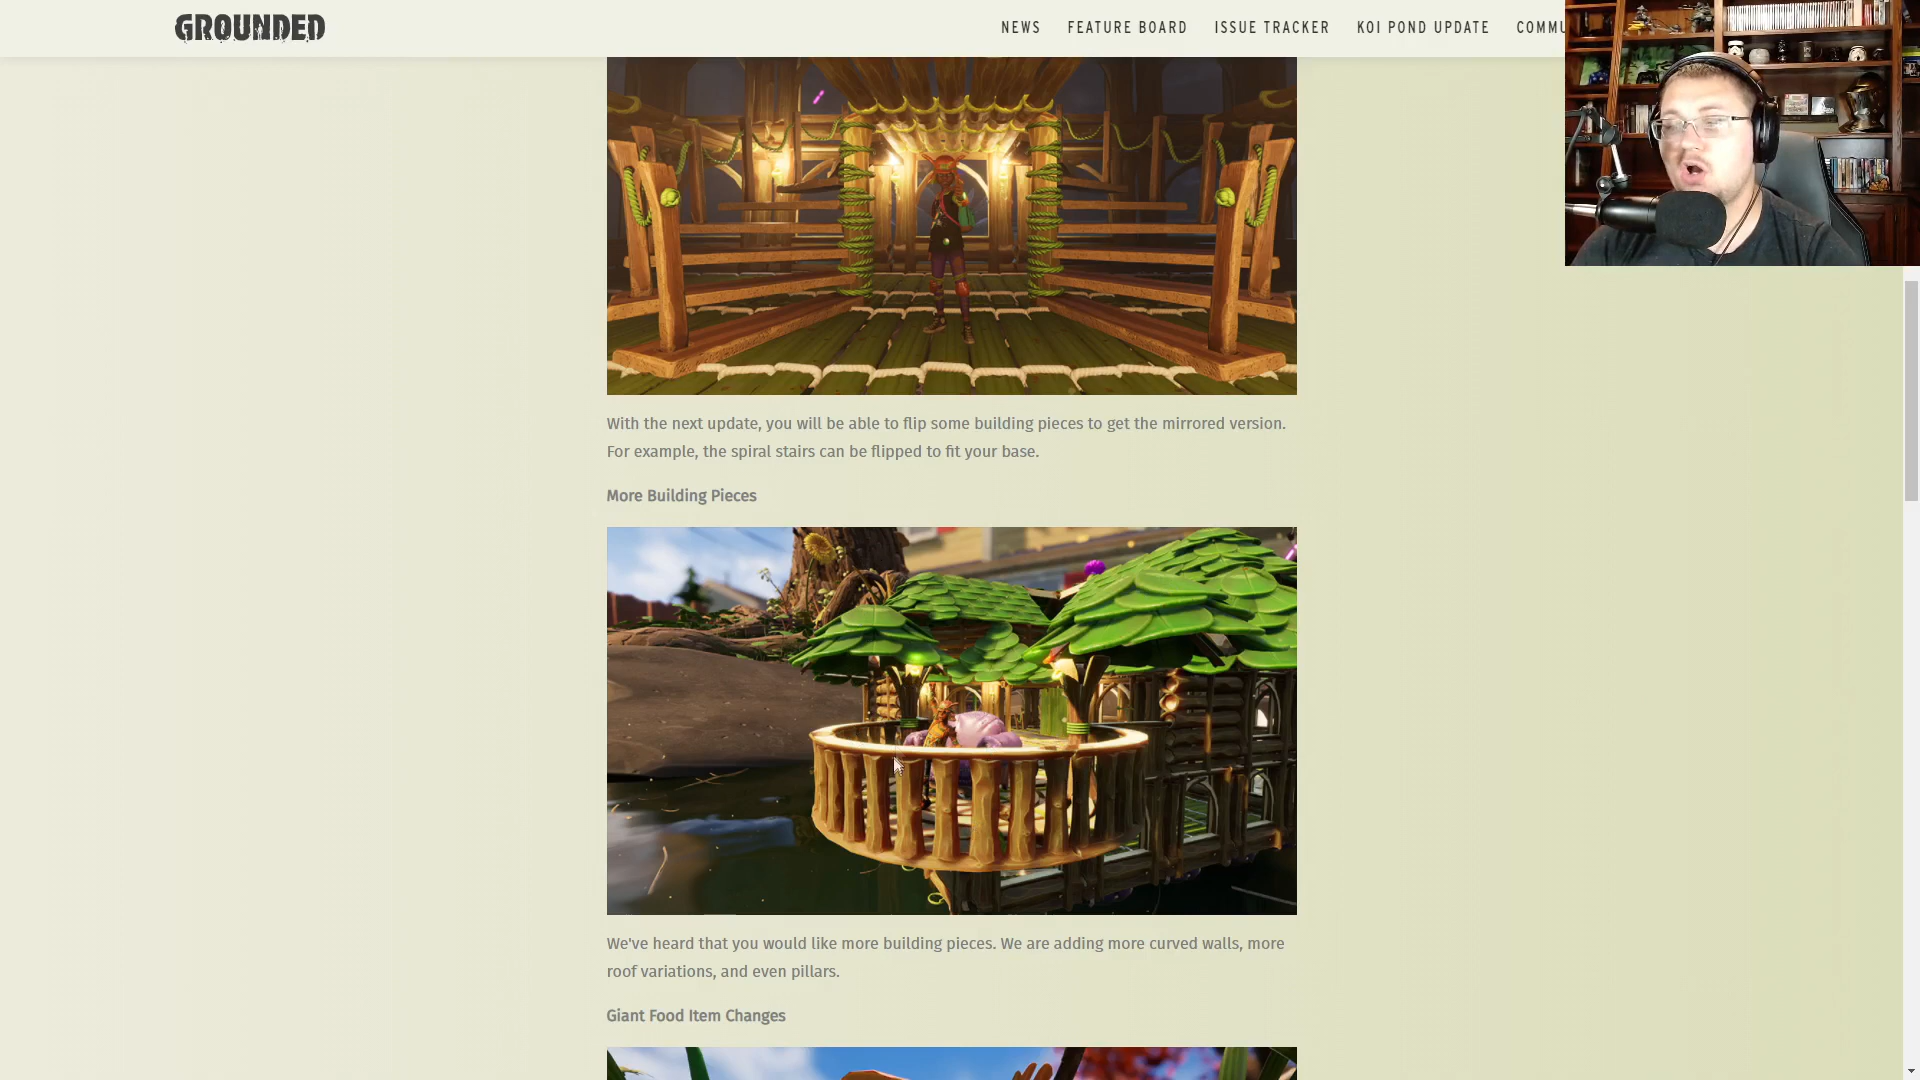 GROUNDED
NEWS FEATURE BOARD ISSUE TRACKER KOI POND UPDATE COMMU
With the next update, you will be able to flip some building pieces to get the mirrored version.
For example, the spiral stairs can be flipped to fit your base.
More Building Pieces
We've heard that you would like more building pieces. We are adding more curved walls, more
roof variations, and even pillars.
Giant Food Item Changes